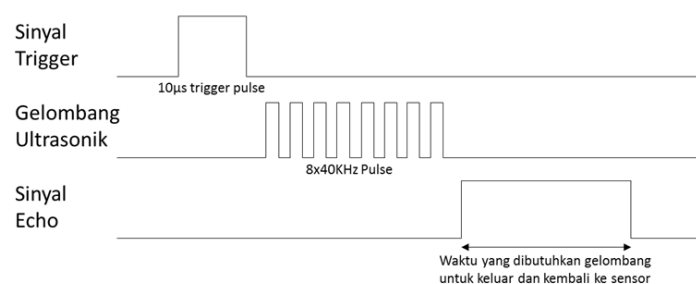 Sinyal
Trigger
10µs trigger pulse
Gelombang
Ultrasonik
8x40KHz Pulse
Sinyal
Echo
Waktu yang dibutuhkan gelombang
untuk keluar dan kembali ke sensor